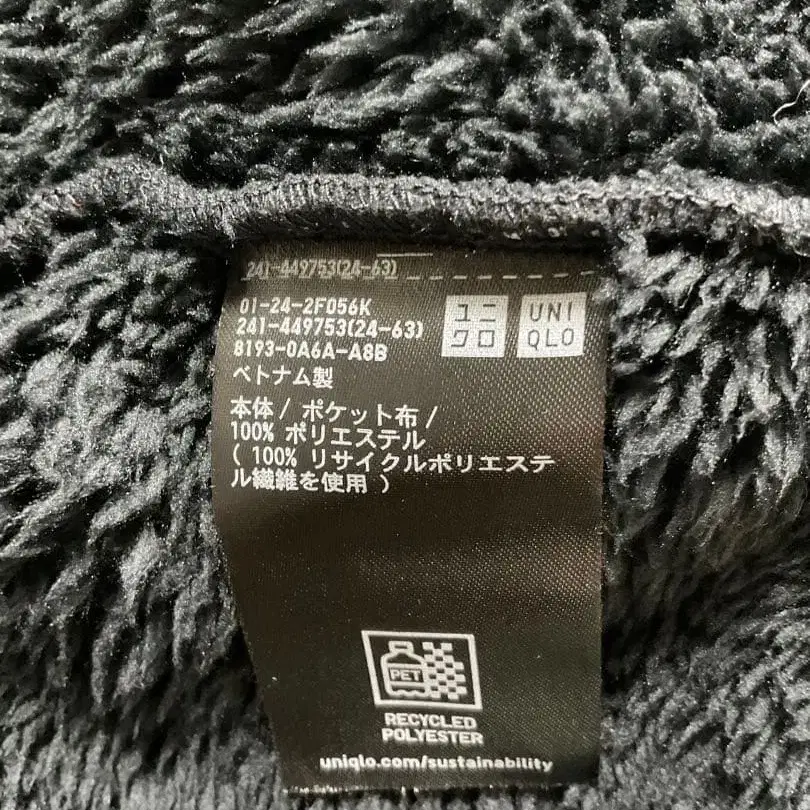 241-449753(24-63)
01-24-2F056K
241-449753(24-63)
8193-0A6A-A8B
ユニ
クロ
UNI
QLO
ベトナム製
本体/ ポケット布/
100% ポリエステル
( 100% リサイクルポリエステ
ル繊維を使用 )
PET
RECYCLED
POLYESTER
uniqlo.com/sustainability